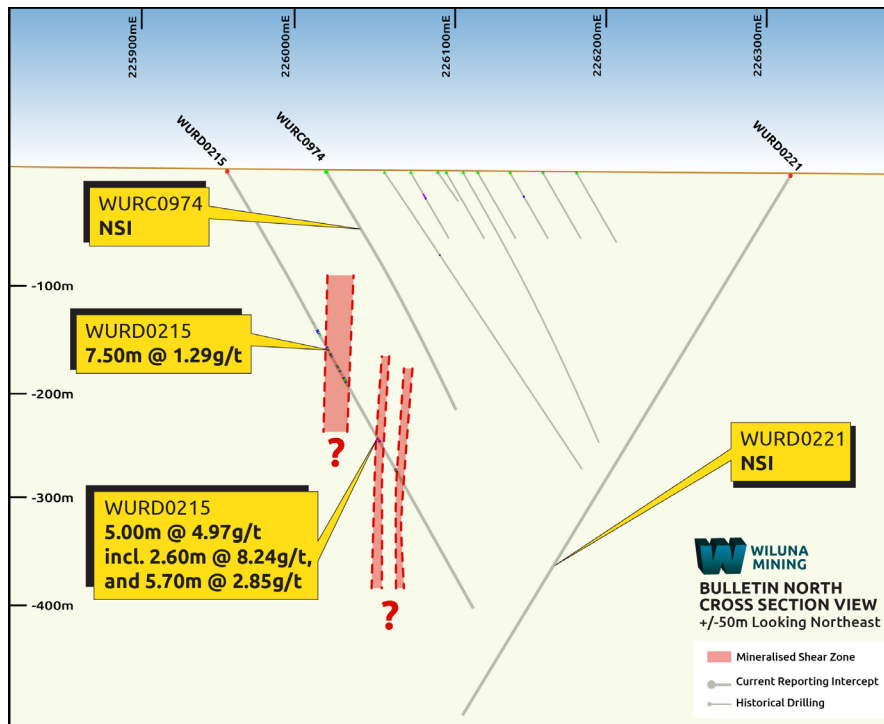 225900mE
226000mE
226100mE
226200mE
226300mE
WURD0215
WURC0974
WURD0221
WURC0974
NSI
-100m
WURD0215
7.50m @ 1.29g/t
-200m
?
WURD0221
NSI
-300m
WURD0215
5.00m @ 4.97g/t
incl. 2.60m @ 8.24g/t,
and 5.70m @ 2.85g/t
-400m
?
WILUNA
MINING
BULLETIN NORTH
CROSS SECTION VIEW
+/-50m Looking Northeast
Mineralised Shear Zone
Current Reporting Intercept
Historical Drilling